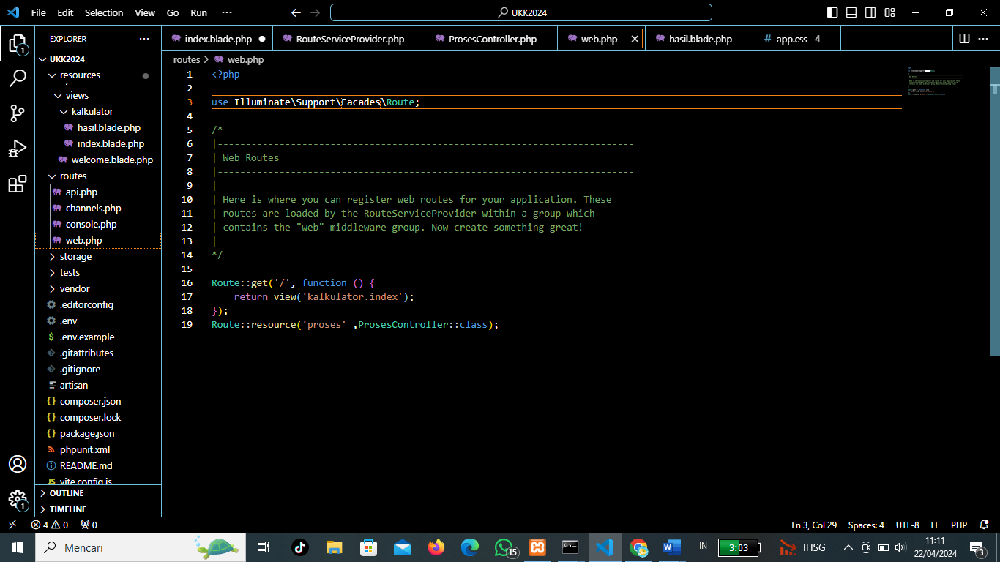 File Edit Selection View Go Run ··· UKK2024
EXPLORER ···
UKK2024
resources
views
kalkulator
hasil.blade.php
index.blade.php
welcome.blade.php
routes
api.php
channels.php
console.php
web.php
storage
tests
vendor
.editorconfig
.env
$ .env.example
.gitattributes
.gitignore
artisan
{} composer.json
{} composer.lock
{} package.json
phpunit.xml
README.md
JS vite.config.js
OUTLINE
TIMELINE
index.blade.php RouteServiceProvider.php ProsesController.php web.php hasil.blade.php # app.css 4
routes > web.php
1 <?php
2
3 use Illuminate\Support\Facades\Route;
4
5 /*
6 |--------------------------------------------------------------------------
7 | Web Routes
8 |--------------------------------------------------------------------------
9 |
10 | Here is where you can register web routes for your application. These
11 | routes are loaded by the RouteServiceProvider within a group which
12 | contains the "web" middleware group. Now create something great!
13 |
14 */
15
16 Route::get('/', function () {
17     return view('kalkulator.index');
18 });
19 Route::resource('proses' ,ProsesController::class);
1
1
4 0 0 Ln 3, Col 29 Spaces: 4 UTF-8 LF PHP
Mencari 15 IN 3:03 IHSG 11:11
22/04/2024 3